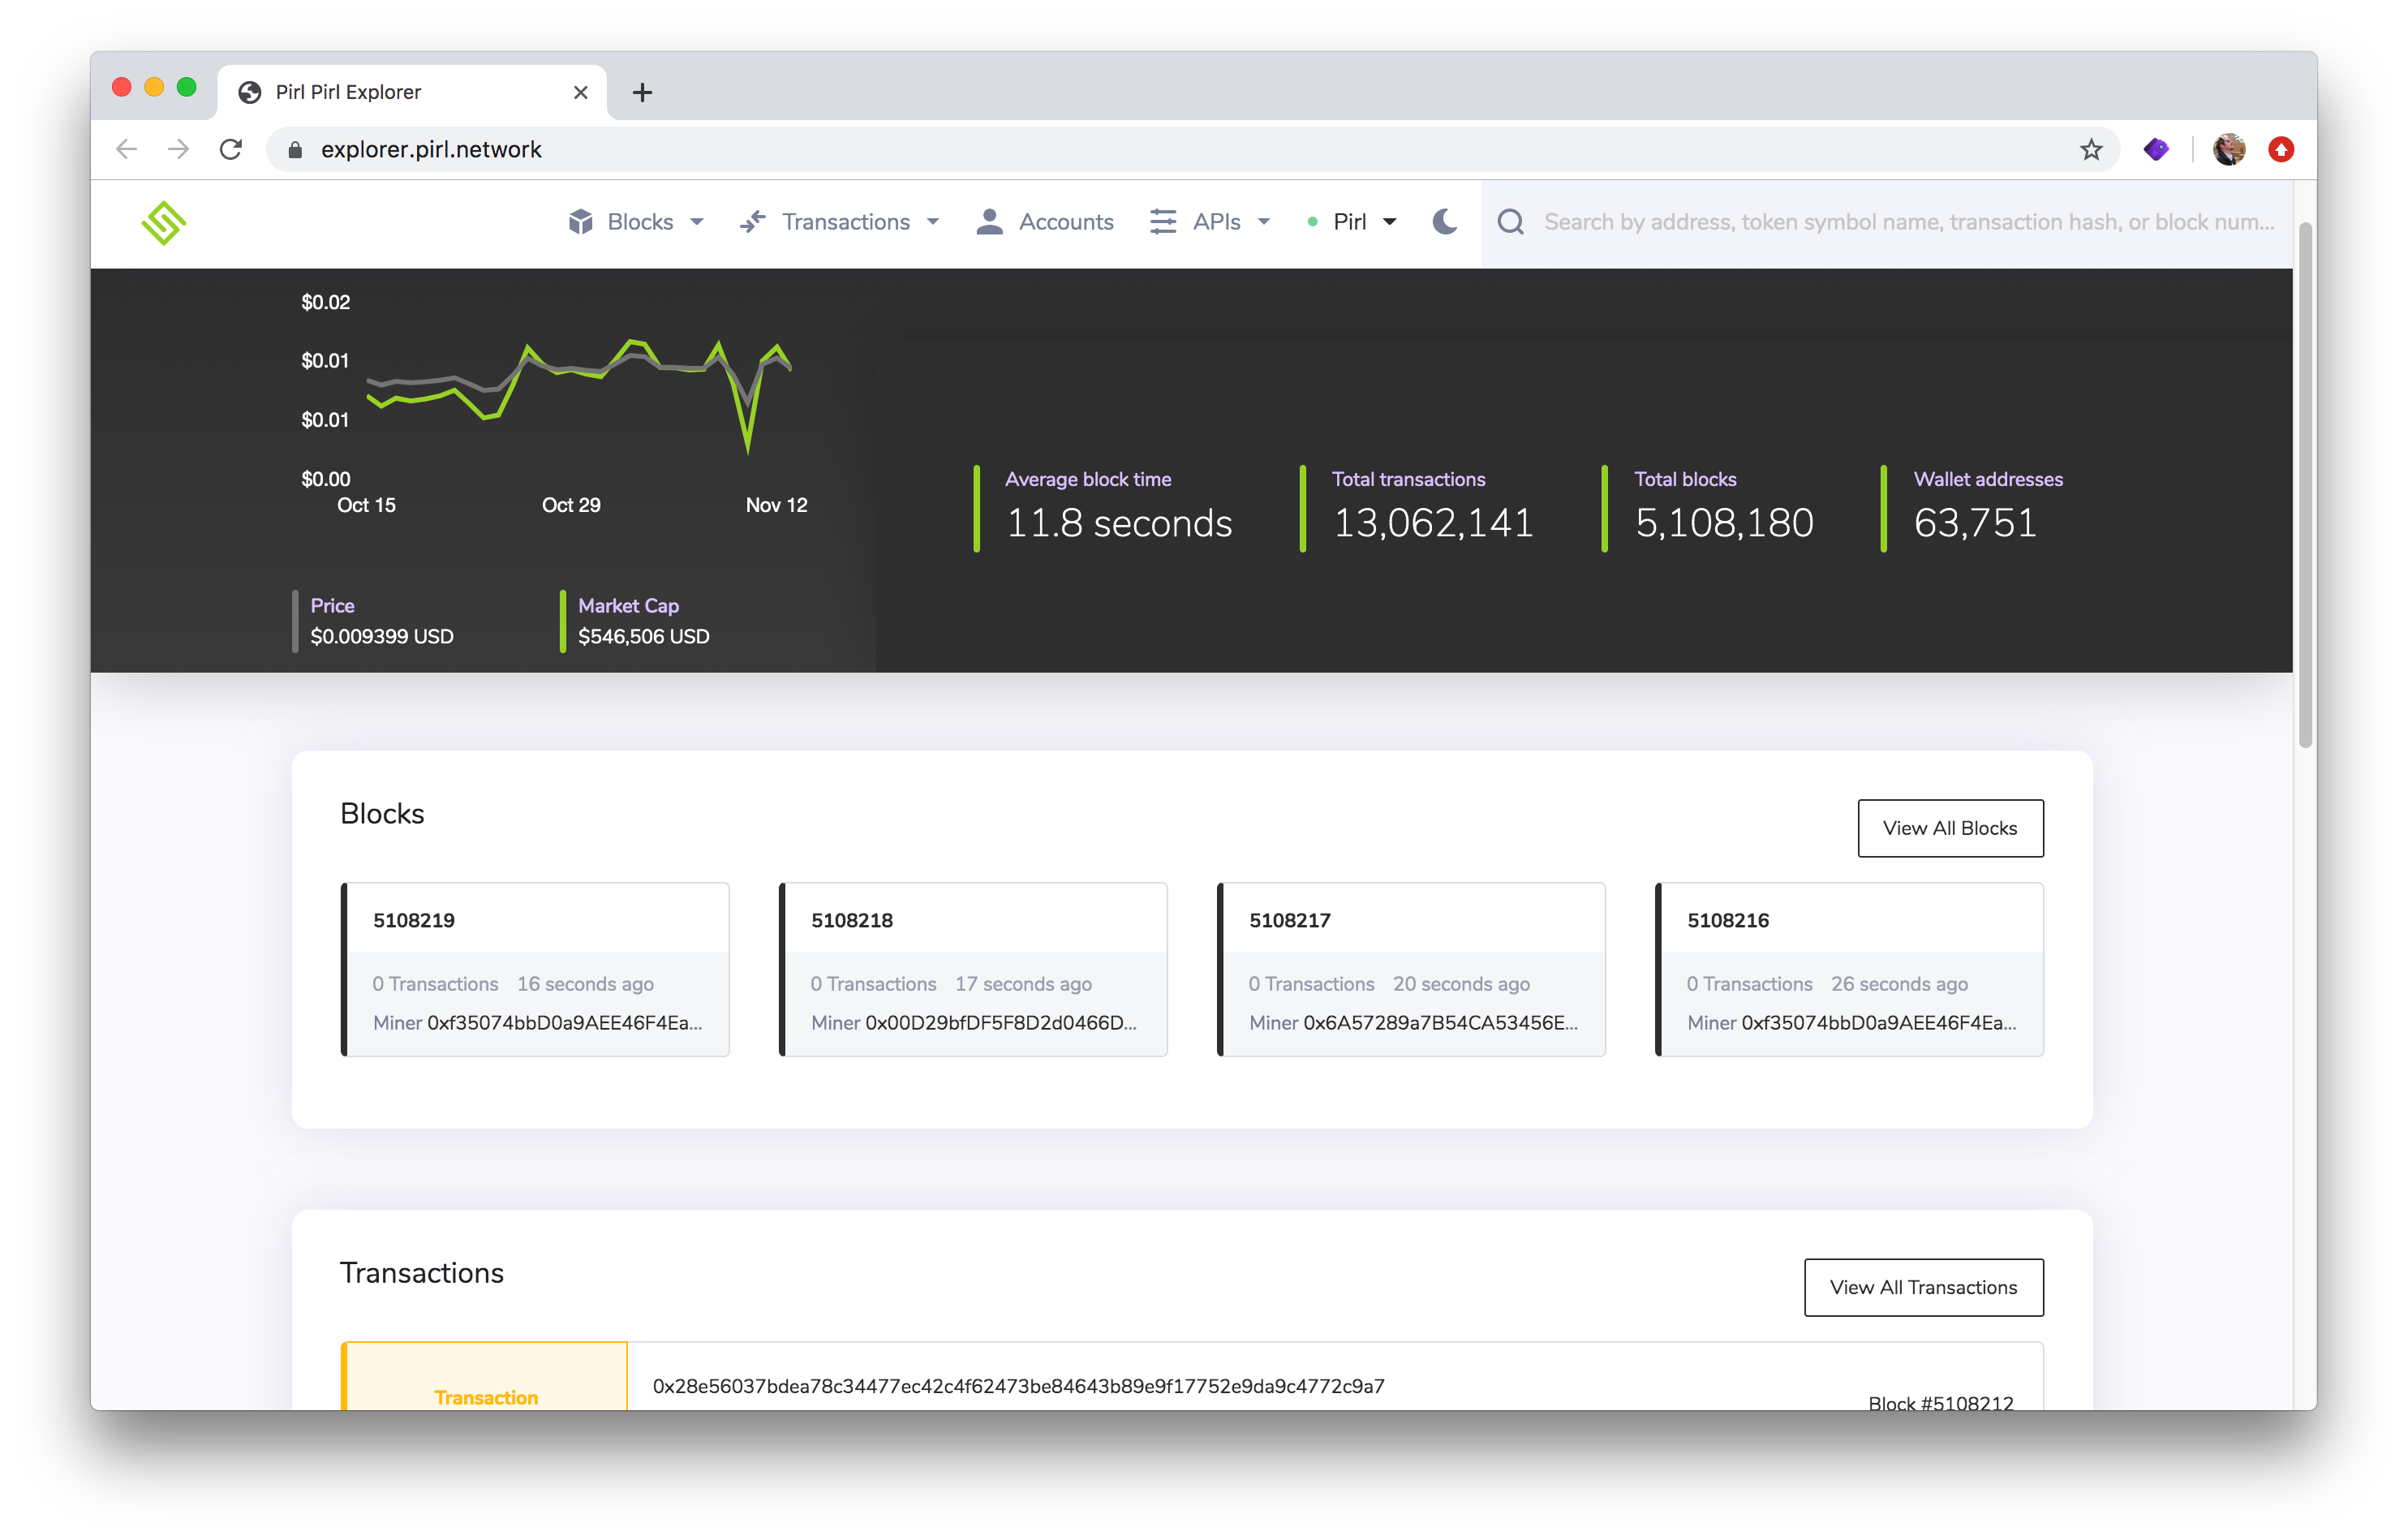 Pirl Pirl Explorer
explorer.pirl.network
Blocks Transactions Accounts APIs Pirl Search by address, token symbol name, transaction hash, or block num...
$0.02
$0.01
$0.01
$0.00
Oct 15 Oct 29 Nov 12
Price Market Cap
$0.009399 USD $546,506 USD
Average block time Total transactions Total blocks Wallet addresses
11.8 seconds 13,062,141 5,108,180 63,751
Blocks
View All Blocks
5108219 5108218 5108217 5108216
0 Transactions 16 seconds ago 0 Transactions 17 seconds ago 0 Transactions 20 seconds ago 0 Transactions 26 seconds ago
Miner 0xf35074bbD0a9AEE46F4Ea... Miner 0x00D29bfDF5F8D2d0466D... Miner 0x6A57289a7B54CA53456E... Miner 0xf35074bbD0a9AEE46F4Ea...
Transactions
View All Transactions
Transaction
0x28e56037bdea78c34477ec42c4f62473be84643b89e9f17752e9da9c4772c9a7
Block #5108212